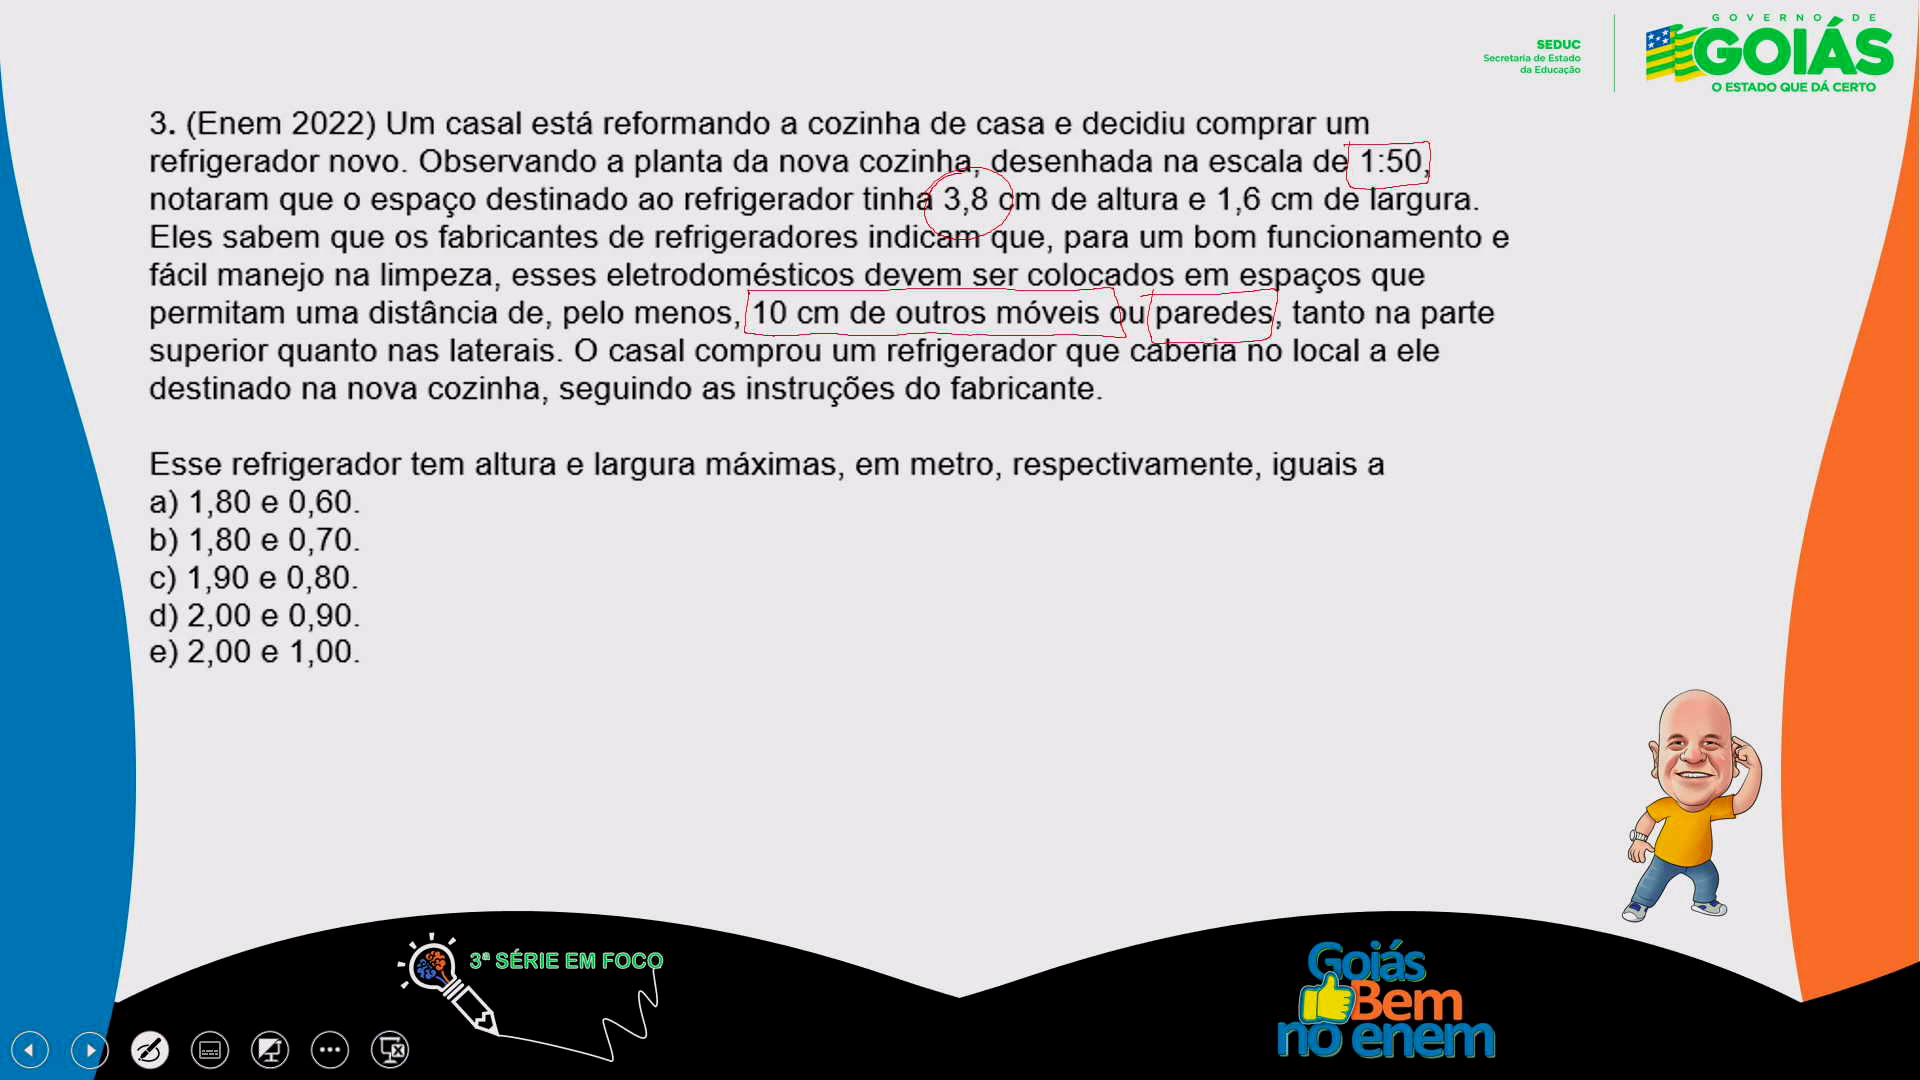 GOVERNO DE
GOIÁS
O ESTADO QUE DÁ CERTO
SEDUC
Secretaria de Estado
da Educação
3. (Enem 2022) Um casal está reformando a cozinha de casa e decidiu comprar um
refrigerador novo. Observando a planta da nova cozinha, desenhada na escala de 1:50,
notaram que o espaço destinado ao refrigerador tinha 3,8 cm de altura e 1,6 cm de largura.
Eles sabem que os fabricantes de refrigeradores indicam que, para um bom funcionamento e
fácil manejo na limpeza, esses eletrodomésticos devem ser colocados em espaços que
permitam uma distância de, pelo menos, 10 cm de outros móveis ou paredes, tanto na parte
superior quanto nas laterais. O casal comprou um refrigerador que caberia no local a ele
destinado na nova cozinha, seguindo as instruções do fabricante.
Esse refrigerador tem altura e largura máximas, em metro, respectivamente, iguais a
a) 1,80 e 0,60.
b) 1,80 e 0,70.
c) 1,90 e 0,80.
d) 2,00 e 0,90.
e) 2,00 e 1,00.
3ª SÉRIE EM FOCO
Goiás
Bem
no enem